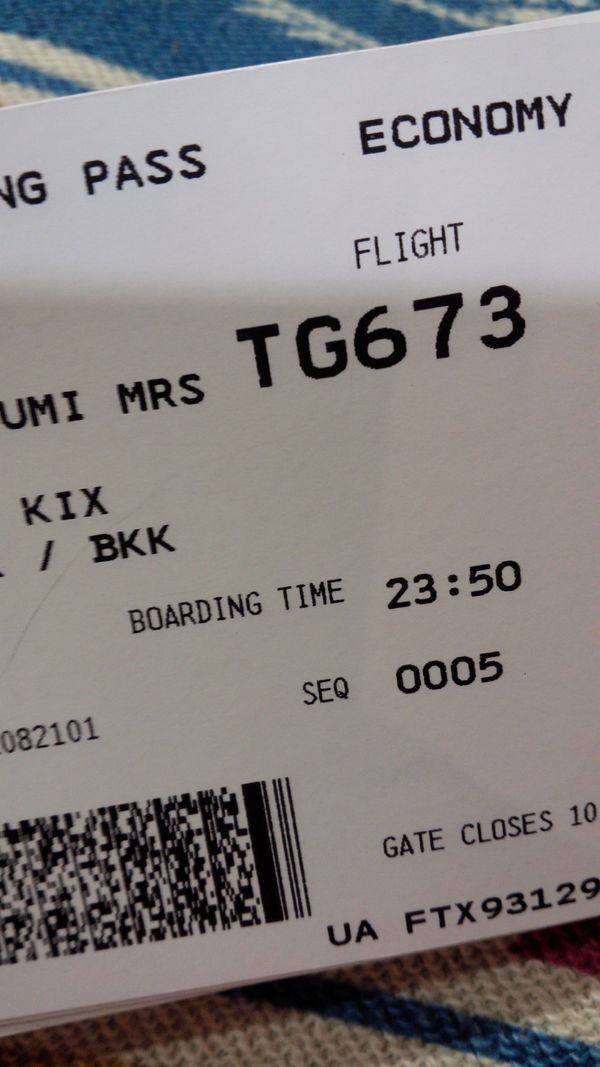 NG PASS ECONOMY
FLIGHT
TG673
UMI MRS
KIX
/ BKK
BOARDING TIME 23:50
SEQ 0005
082101
GATE CLOSES 10
UA FTX93129